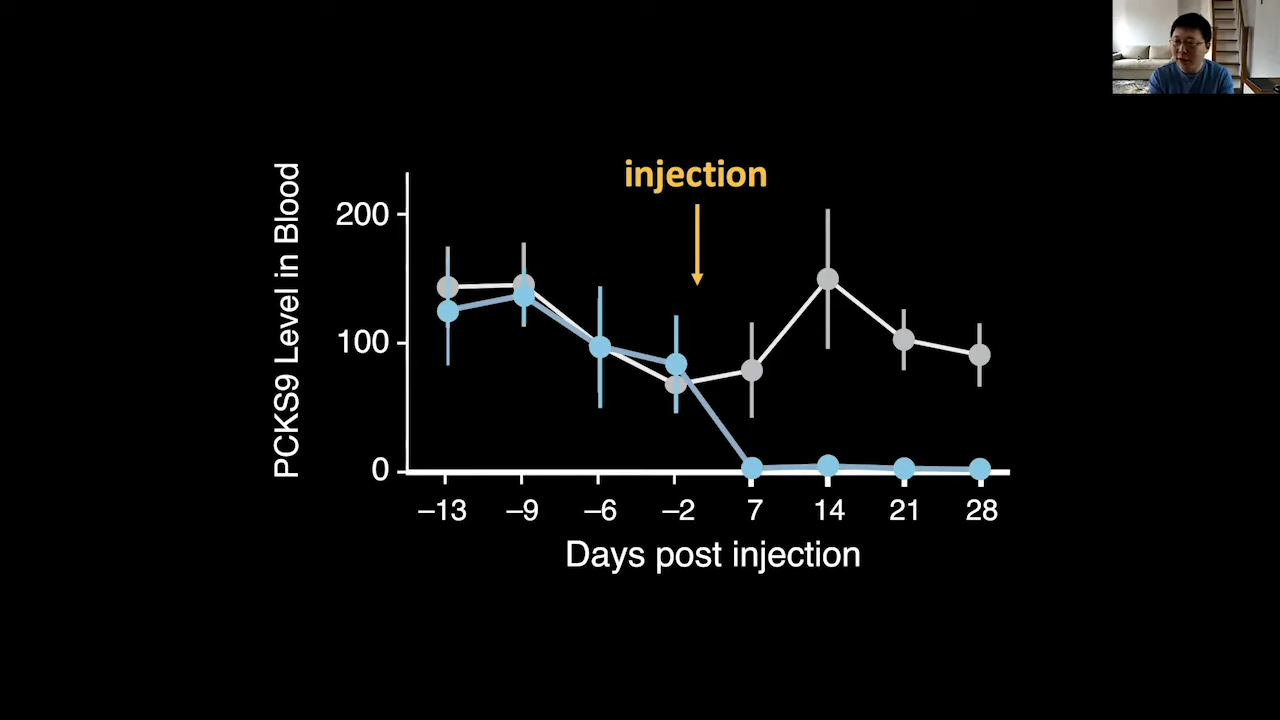 injection
PCKS9 Level in Blood
200
100
0
–13 –9 –6 –2 7 14 21 28
Days post injection